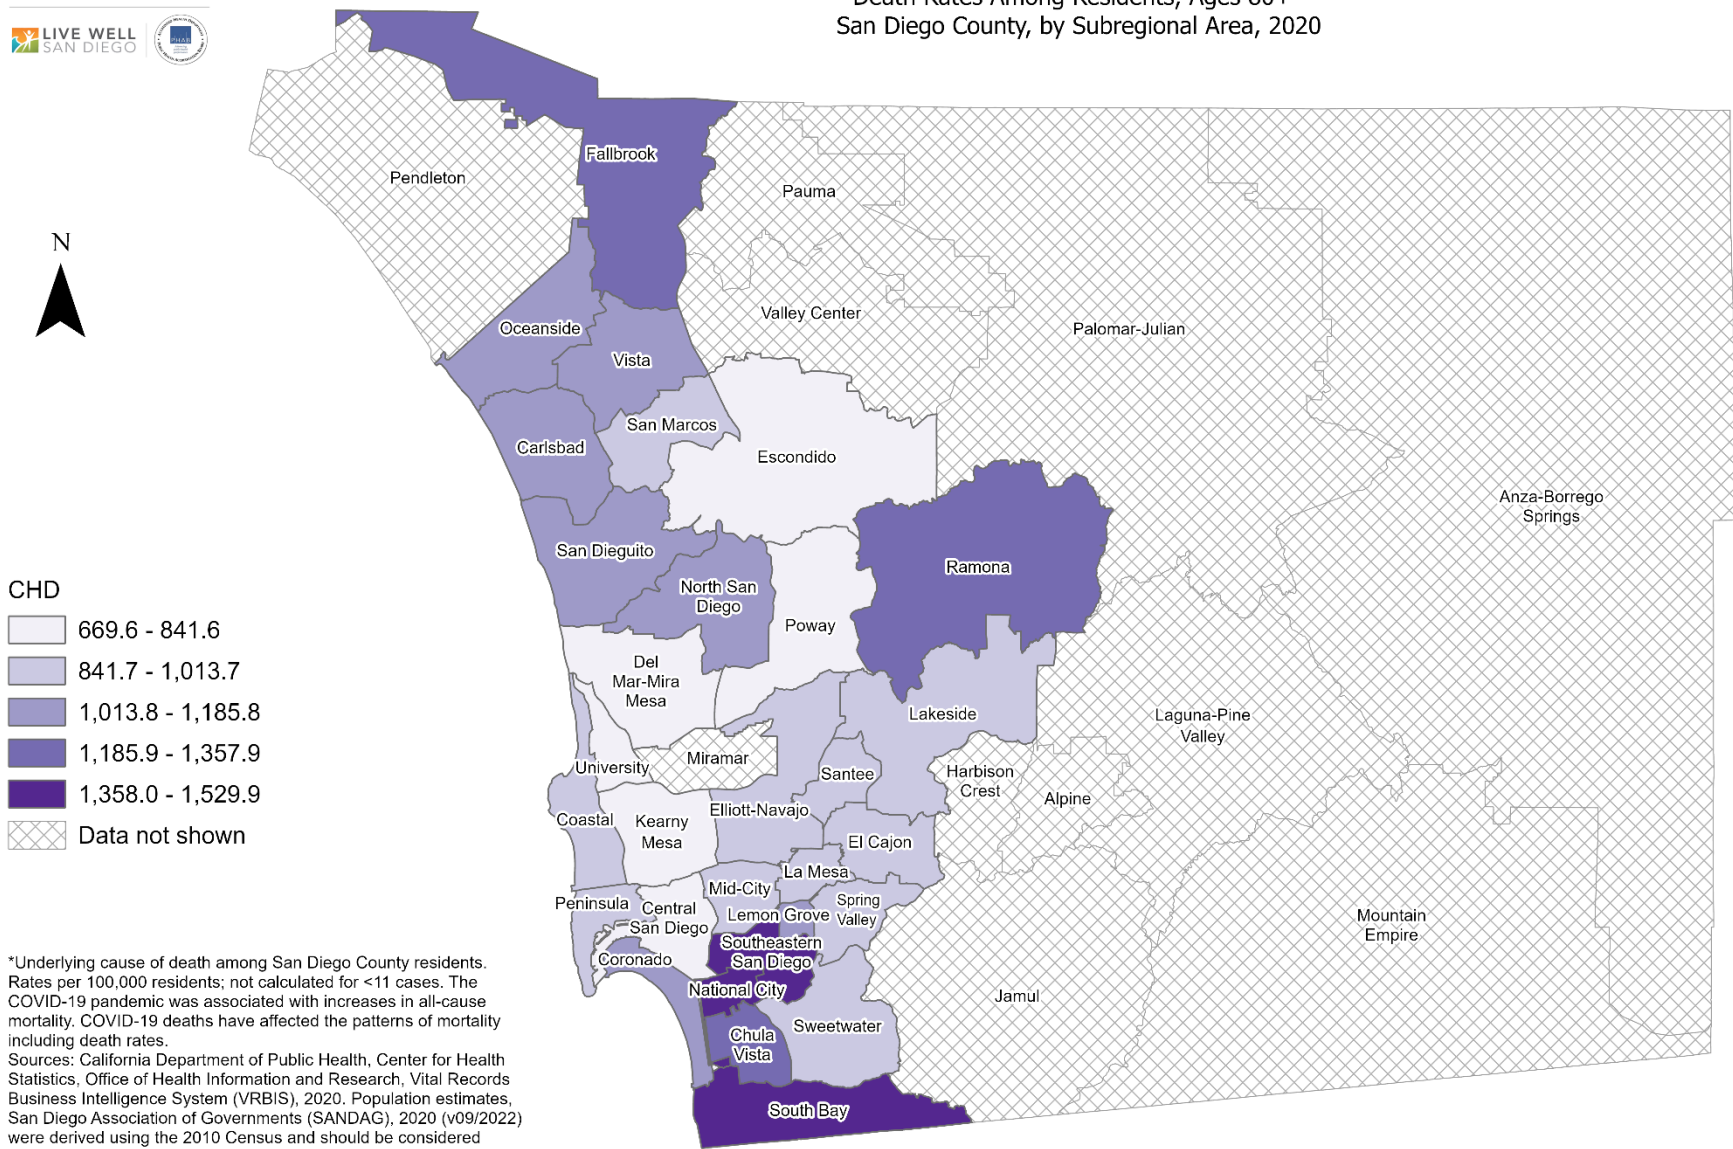 Death Rates Among Residents, Ages 80+
San Diego County, by Subregional Area, 2020
LIVE WELL
SAN DIEGO
PHAB
N
Fallbrook
Pendleton
Pauma
Valley Center
Palomar-Julian
Oceanside
Vista
San Marcos
Carlsbad
Escondido
Anza-Borrego
Springs
San Dieguito
Ramona
North San
Diego
Poway
Del
Mar-Mira
Mesa
Lakeside
Laguna-Pine
Valley
Miramar
University
Santee
Harbison
Crest
Alpine
Elliott-Navajo
Coastal
Kearny
Mesa
El Cajon
La Mesa
Mid-City
Peninsula
Central
San Diego
Lemon Grove
Spring
Valley
Mountain
Empire
Southeastern
San Diego
Coronado
National City
Jamul
Sweetwater
Chula
Vista
South Bay
CHD
669.6 - 841.6
841.7 - 1,013.7
1,013.8 - 1,185.8
1,185.9 - 1,357.9
1,358.0 - 1,529.9
Data not shown
*Underlying cause of death among San Diego County residents.
Rates per 100,000 residents; not calculated for <11 cases. The
COVID-19 pandemic was associated with increases in all-cause
mortality. COVID-19 deaths have affected the patterns of mortality
including death rates.
Sources: California Department of Public Health, Center for Health
Statistics, Office of Health Information and Research, Vital Records
Business Intelligence System (VRBIS), 2020. Population estimates,
San Diego Association of Governments (SANDAG), 2020 (v09/2022)
were derived using the 2010 Census and should be considered